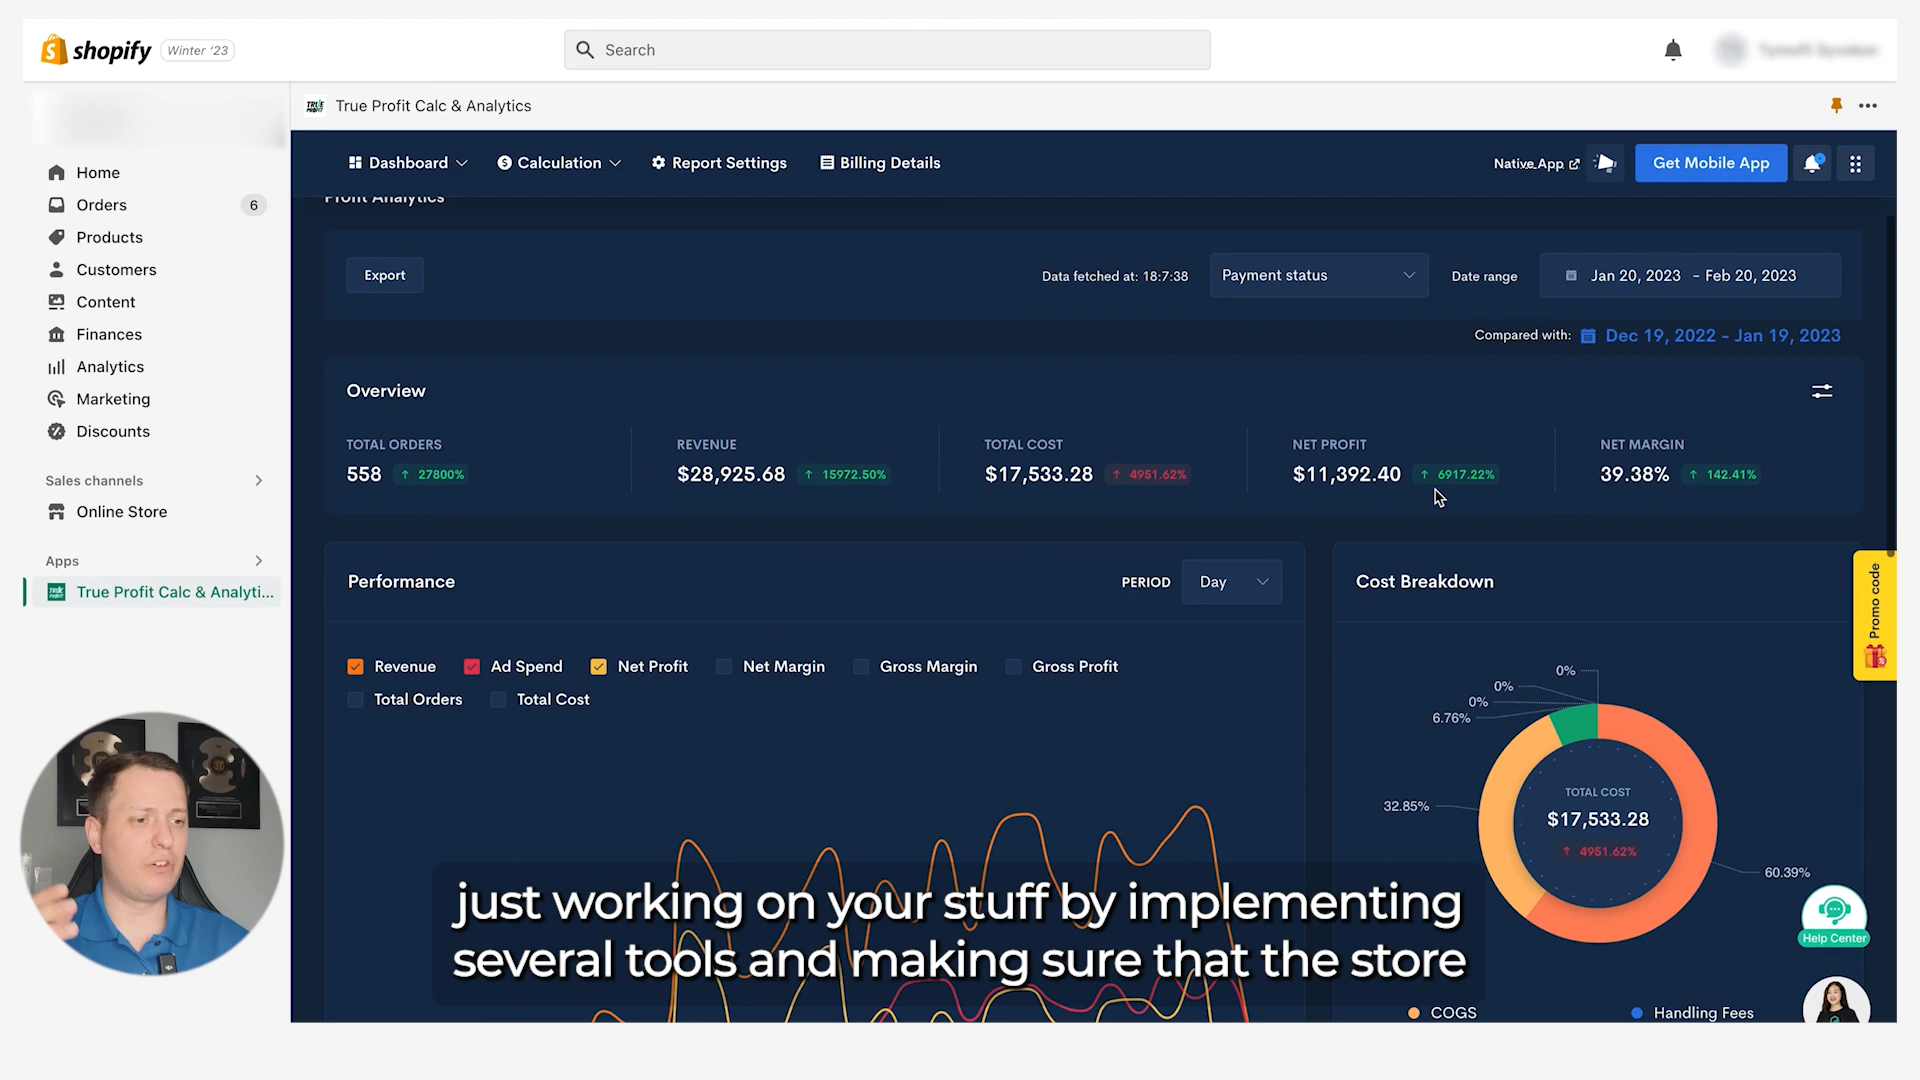 shopify
Winter '23
Search
True Profit Calc & Analytics
Home
Orders
6
Products
Customers
Content
Finances
Analytics
Marketing
Discounts
Sales channels
Online Store
Apps
True Profit Calc & Analyti...
Dashboard
Calculation
Report Settings
Billing Details
Native App
Get Mobile App
Profit Analytics
Export
Data fetched at: 18:7:38
Payment status
Date range
Jan 20, 2023 - Feb 20, 2023
Compared with:
Dec 19, 2022 - Jan 19, 2023
Overview
TOTAL ORDERS
558 ↑ 27800%
REVENUE
$28,925.68 ↑ 15972.50%
TOTAL COST
$17,533.28 ↑ 4951.62%
NET PROFIT
$11,392.40 ↑ 6917.22%
NET MARGIN
39.38% ↑ 142.41%
Performance
PERIOD
Day
Revenue
Ad Spend
Net Profit
Net Margin
Gross Margin
Gross Profit
Total Orders
Total Cost
Cost Breakdown
0%
0%
0%
6.76%
32.85%
60.39%
TOTAL COST
$17,533.28
↑ 4951.62%
COGS
Handling Fees
Promo code
Help Center
just working on your stuff by implementing
several tools and making sure that the store